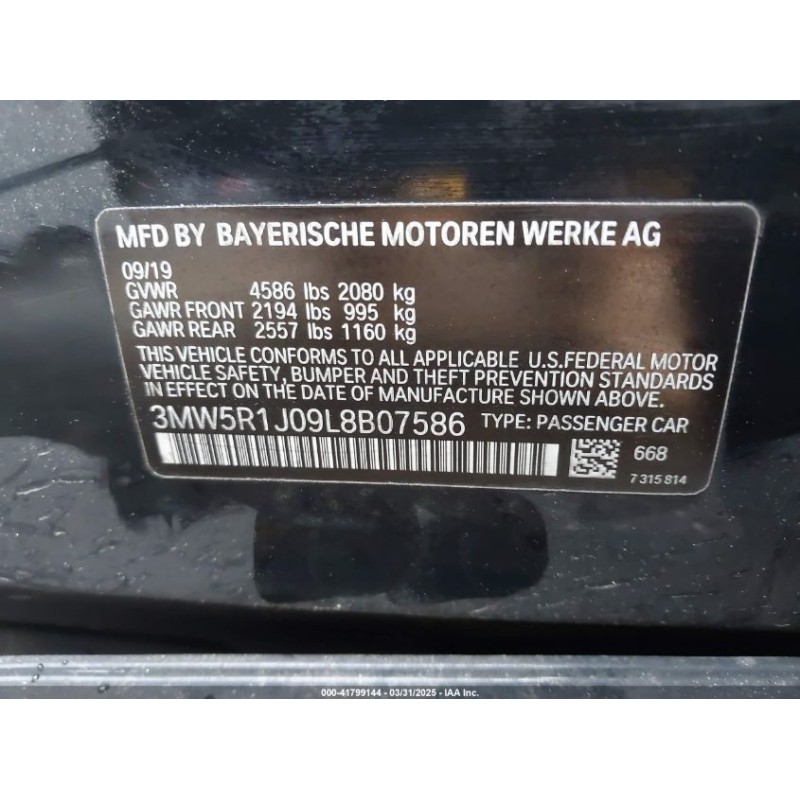 MFD BY BAYERISCHE MOTOREN WERKE AG
09/19
GVWR 4586 lbs 2080 kg
GAWR FRONT 2194 lbs 995 kg
GAWR REAR 2557 lbs 1160 kg
THIS VEHICLE CONFORMS TO ALL APPLICABLE U.S.FEDERAL MOTOR
VEHICLE SAFETY, BUMPER AND THEFT PREVENTION STANDARDS
IN EFFECT ON THE DATE OF MANUFACTURE SHOWN ABOVE.
3MW5R1J09L8B07586 TYPE: PASSENGER CAR
668
7 315 814
000-41799144 - 03/31/2025 - IAA Inc.